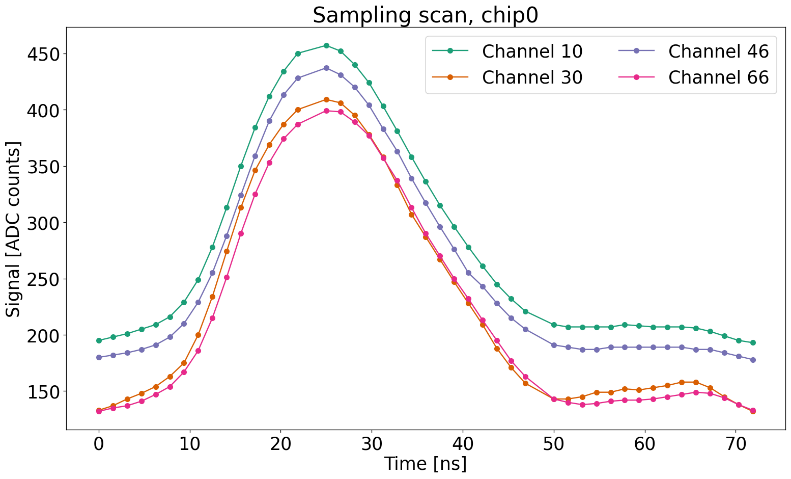 Sampling scan, chip0
Channel 10
Channel 30
Channel 46
Channel 66
Signal [ADC counts]
450
400
350
300
250
200
150
0 10 20 30 40 50 60 70
Time [ns]